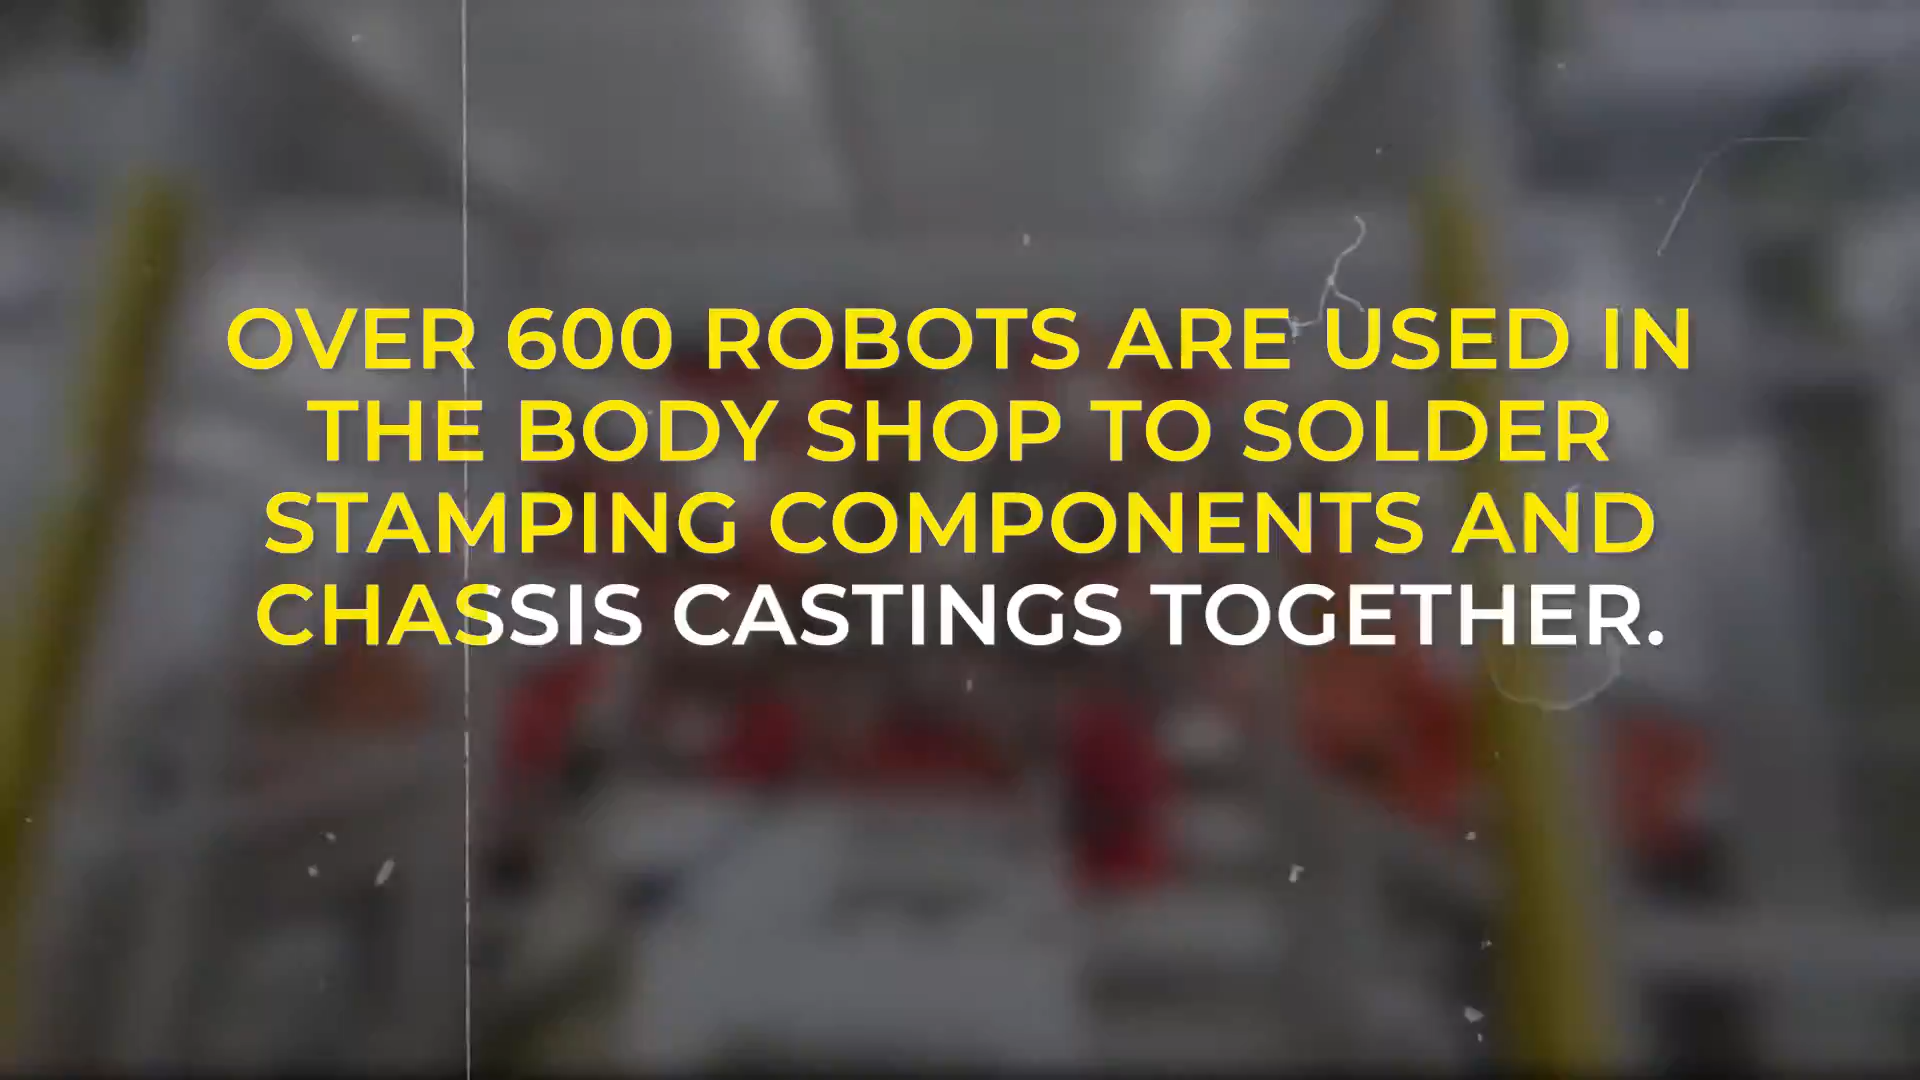 OVER 600 ROBOTS ARE USED IN
THE BODY SHOP TO SOLDER
STAMPING COMPONENTS AND
CHASSIS CASTINGS TOGETHER.